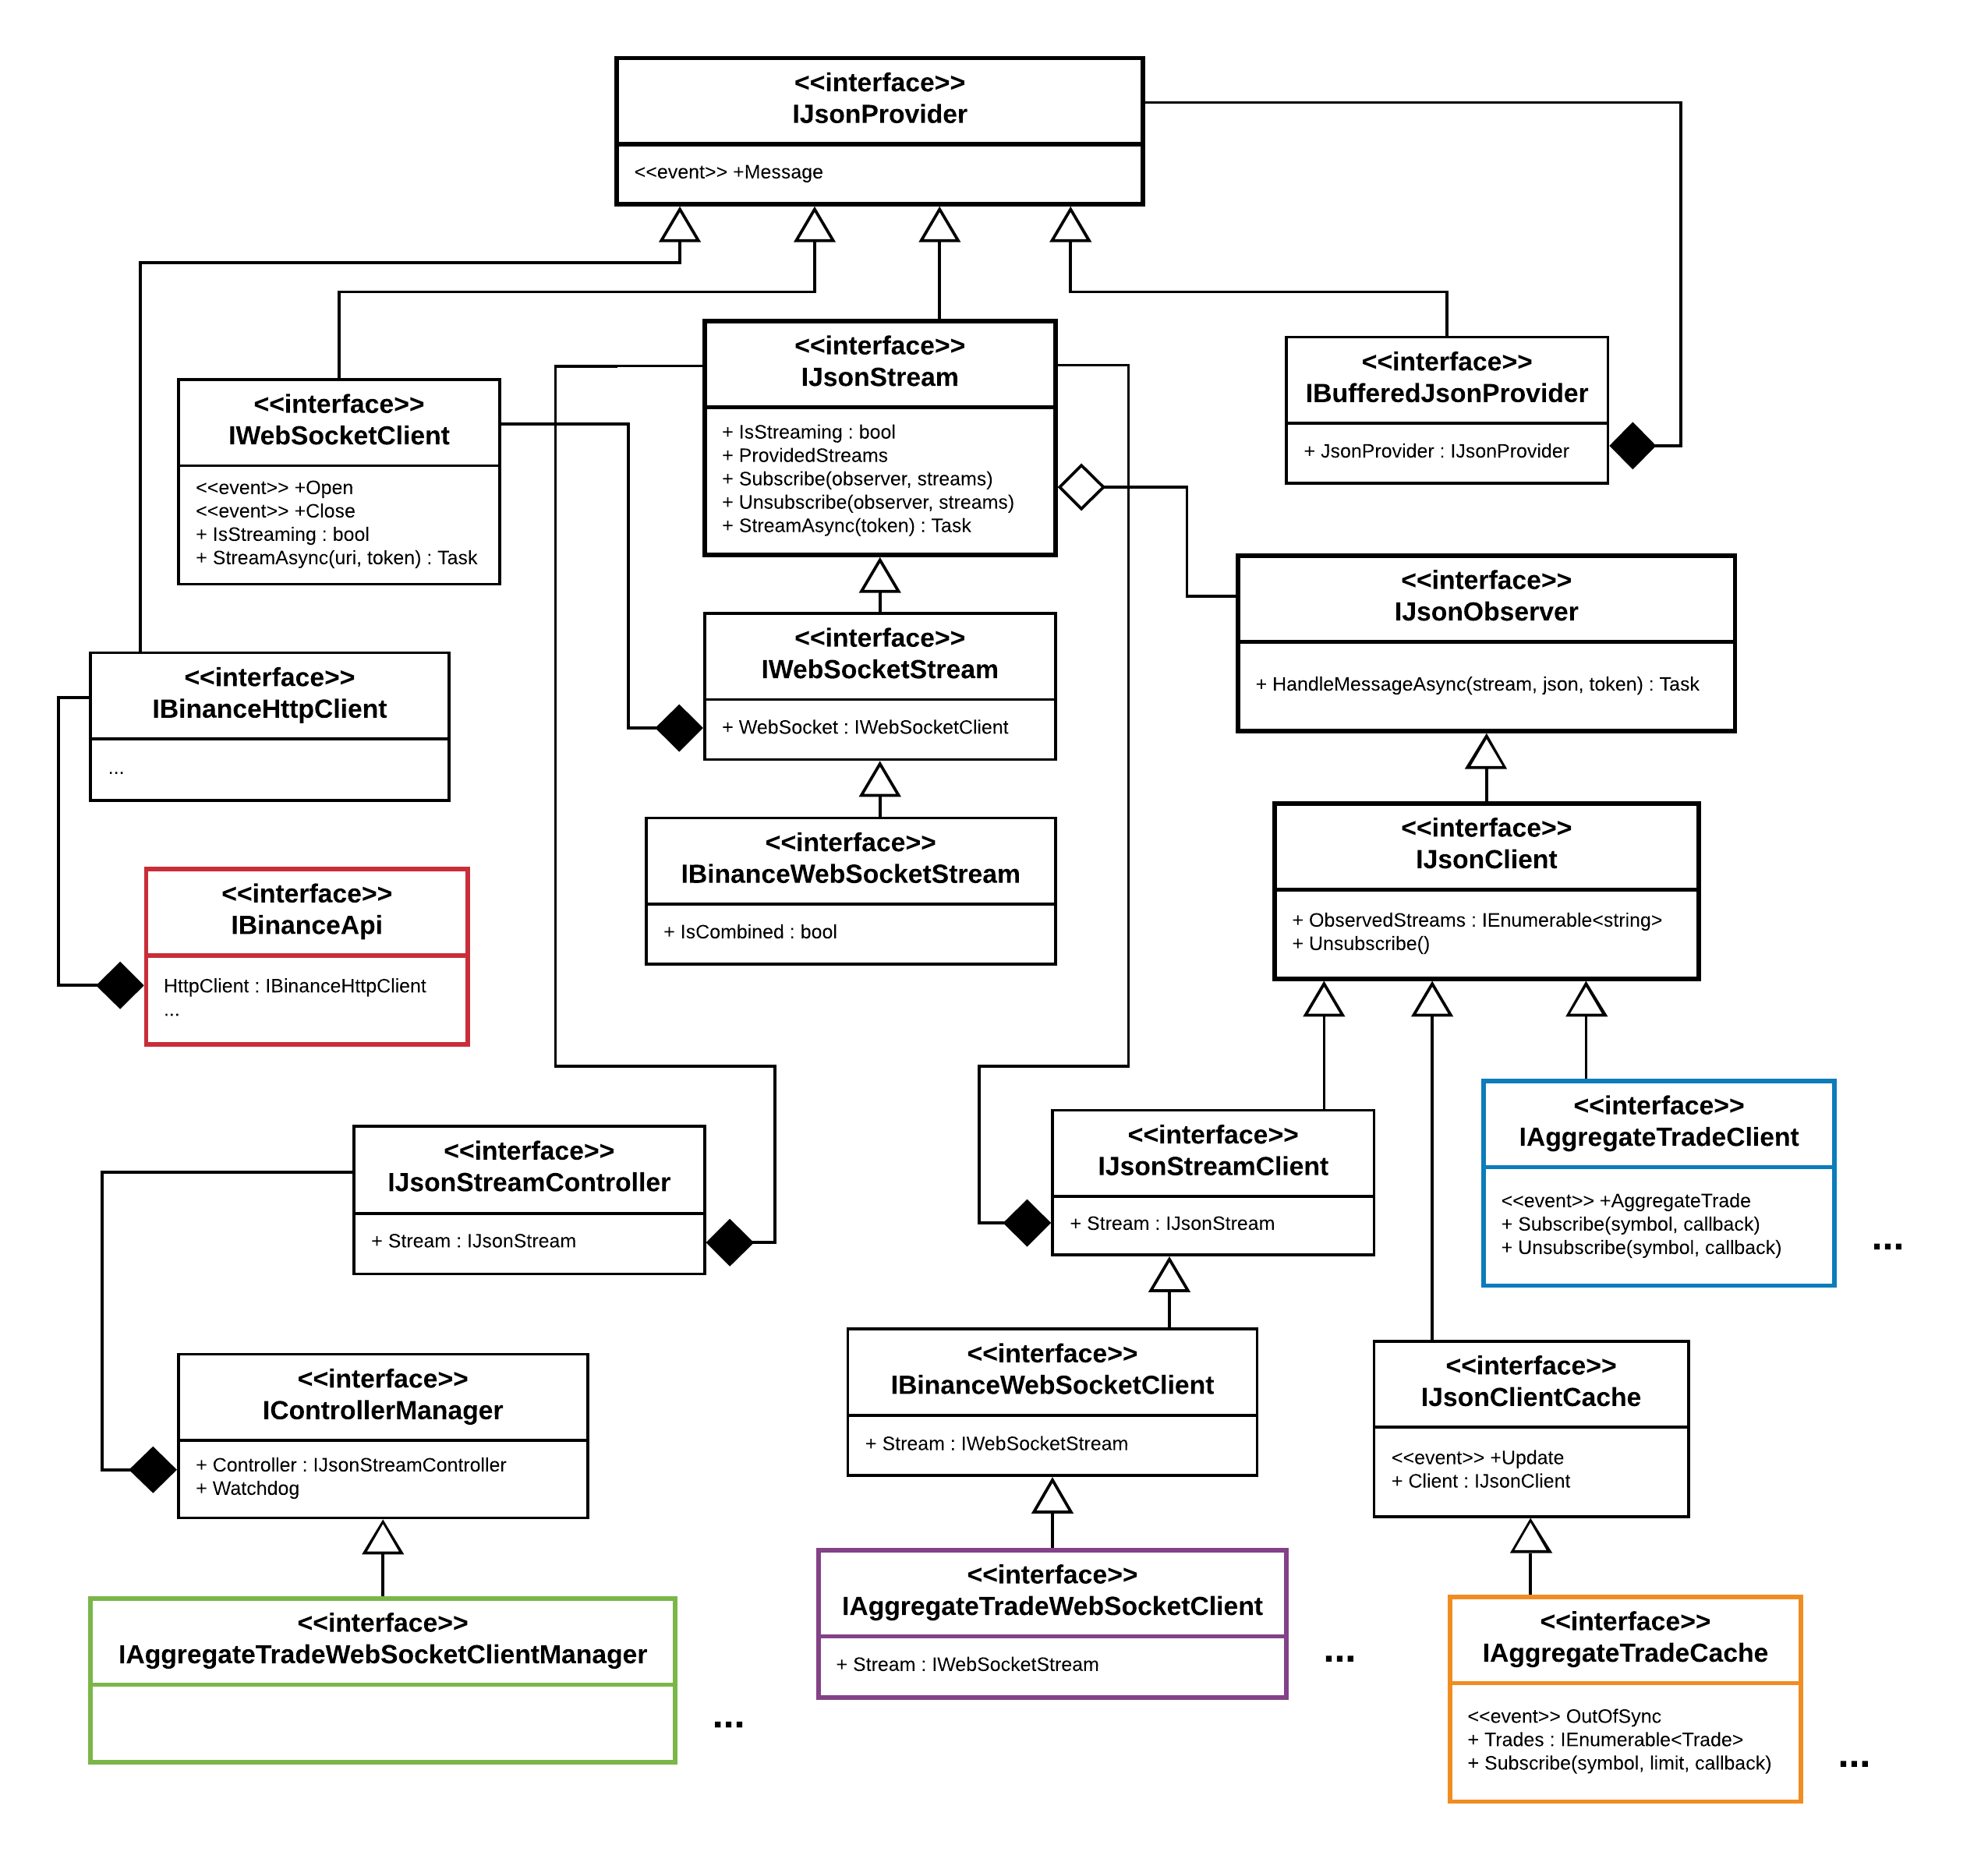 <<interface>>
IJsonProvider
<<event>> +Message
<<interface>>
IJsonStream
+ IsStreaming : bool
+ ProvidedStreams
+ Subscribe(observer, streams)
+ Unsubscribe(observer, streams)
+ StreamAsync(token) : Task
<<interface>>
IBufferedJsonProvider
+ JsonProvider : IJsonProvider
<<interface>>
IWebSocketClient
<<event>> +Open
<<event>> +Close
+ IsStreaming : bool
+ StreamAsync(uri, token) : Task
<<interface>>
IJsonObserver
+ HandleMessageAsync(stream, json, token) : Task
<<interface>>
IWebSocketStream
+ WebSocket : IWebSocketClient
<<interface>>
IBinanceHttpClient
...
<<interface>>
IBinanceWebSocketStream
+ IsCombined : bool
<<interface>>
IJsonClient
+ ObservedStreams : IEnumerable<string>
+ Unsubscribe()
<<interface>>
IBinanceApi
HttpClient : IBinanceHttpClient
...
<<interface>>
IAggregateTradeClient
<<event>> +AggregateTrade
+ Subscribe(symbol, callback)
+ Unsubscribe(symbol, callback)
...
<<interface>>
IJsonStreamController
+ Stream : IJsonStream
<<interface>>
IJsonStreamClient
+ Stream : IJsonStream
<<interface>>
IControllerManager
+ Controller : IJsonStreamController
+ Watchdog
<<interface>>
IBinanceWebSocketClient
+ Stream : IWebSocketStream
<<interface>>
IJsonClientCache
<<event>> +Update
+ Client : IJsonClient
<<interface>>
IAggregateTradeWebSocketClientManager
...
<<interface>>
IAggregateTradeWebSocketClient
+ Stream : IWebSocketStream
...
<<interface>>
IAggregateTradeCache
<<event>> OutOfSync
+ Trades : IEnumerable<Trade>
+ Subscribe(symbol, limit, callback)
...